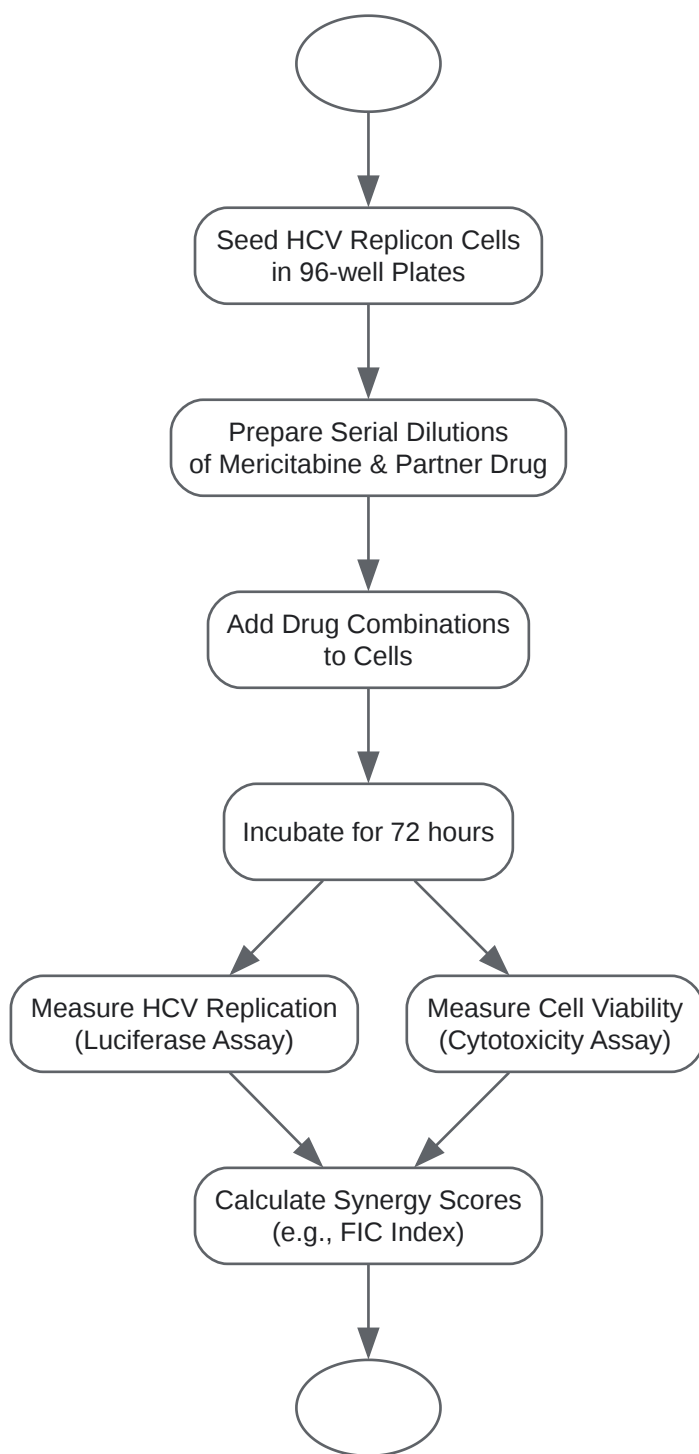 Seed HCV Replicon Cells
in 96-well Plates
Prepare Serial Dilutions
of Mericitabine & Partner Drug
Add Drug Combinations
to Cells
Incubate for 72 hours
Measure HCV Replication
(Luciferase Assay)
Measure Cell Viability
(Cytotoxicity Assay)
Calculate Synergy Scores
(e.g., FIC Index)